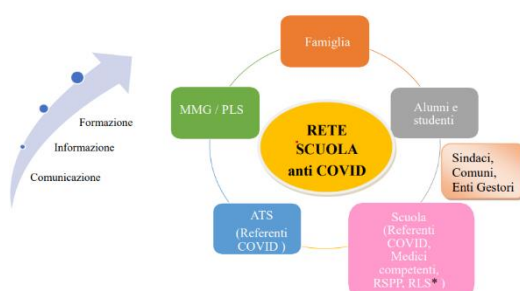 Famiglia
MMG / PLS
Alunni e
studenti
RETE
SCUOLA
anti COVID
Formazione
Informazione
Comunicazione
Sindaci,
Comuni,
Enti Gestori
ATS
(Referenti
COVID )
Scuola
(Referenti
COVID,
Medici
competenti,
RSPP, RLS* )